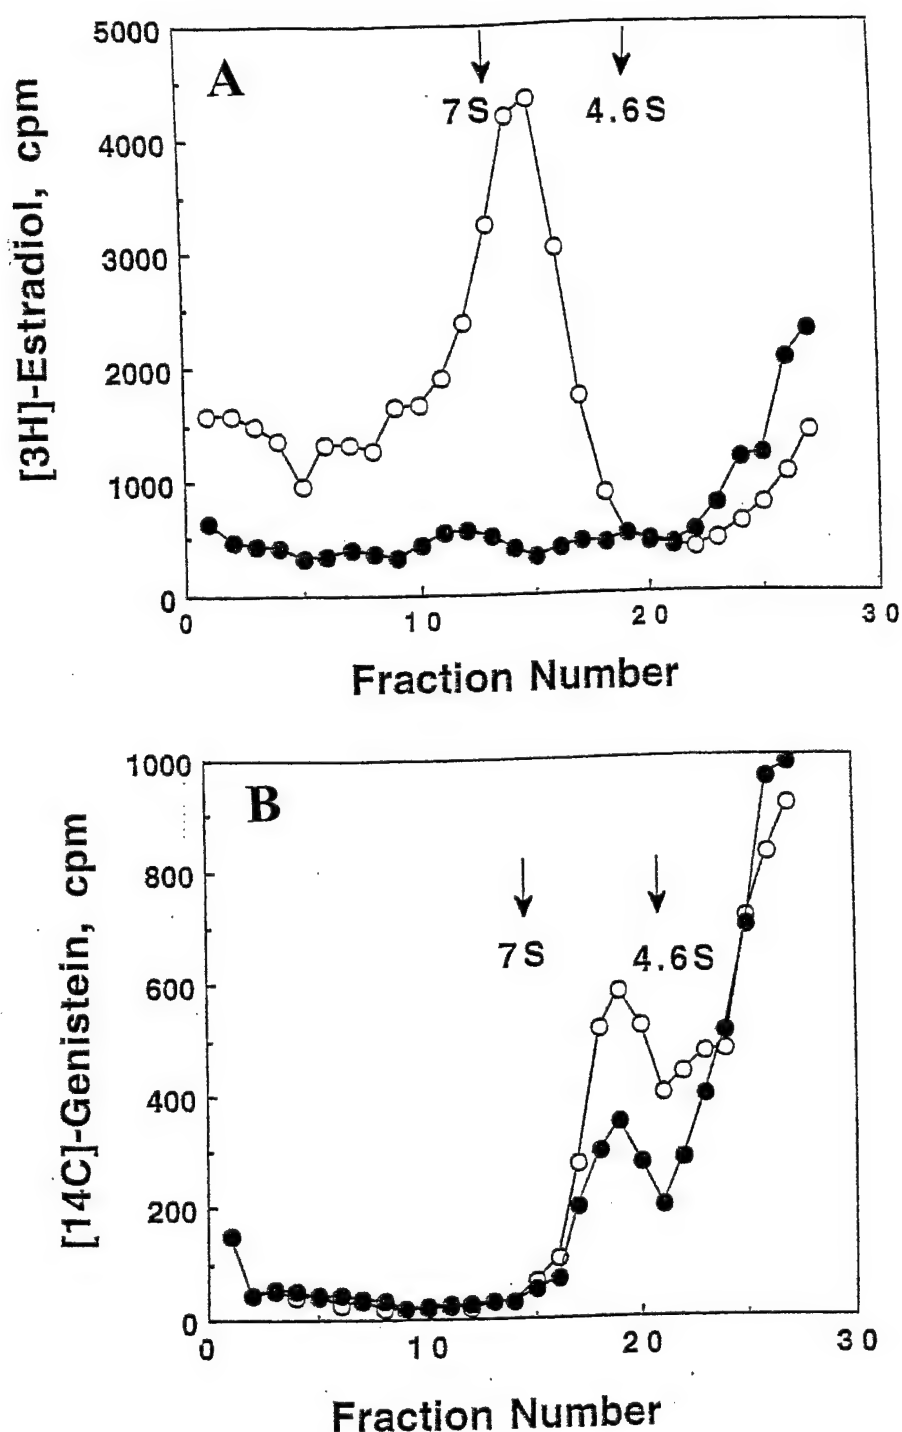 5000
4000
3000
2000
1000
0
[3H]-Estradiol, cpm
A
7S
4.6S
0
10
20
30
Fraction Number
1000
800
600
400
200
0
[14C]-Genistein, cpm
B
7S
4.6S
0
10
20
30
Fraction Number